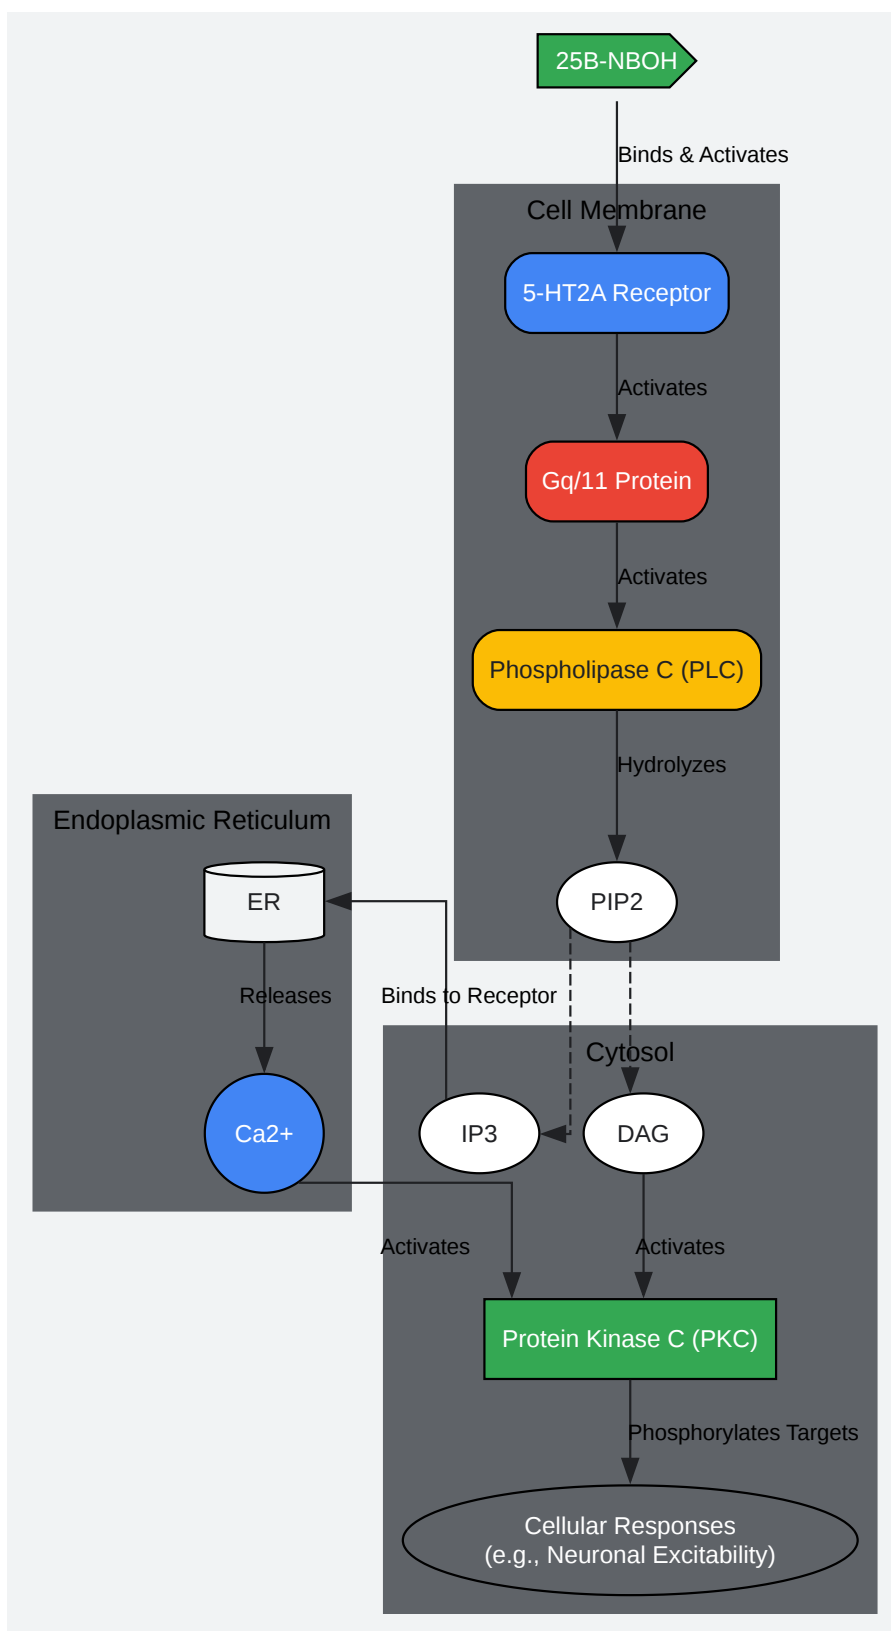 25B-NBOH
Binds & Activates
Cell Membrane
5-HT2A Receptor
Activates
Gq/11 Protein
Activates
Phospholipase C (PLC)
Hydrolyzes
Endoplasmic Reticulum
ER
PIP2
Releases
Binds to Receptor
Cytosol
Ca2+
IP3
DAG
Activates
Activates
Protein Kinase C (PKC)
Phosphorylates Targets
Cellular Responses
(e.g., Neuronal Excitability)